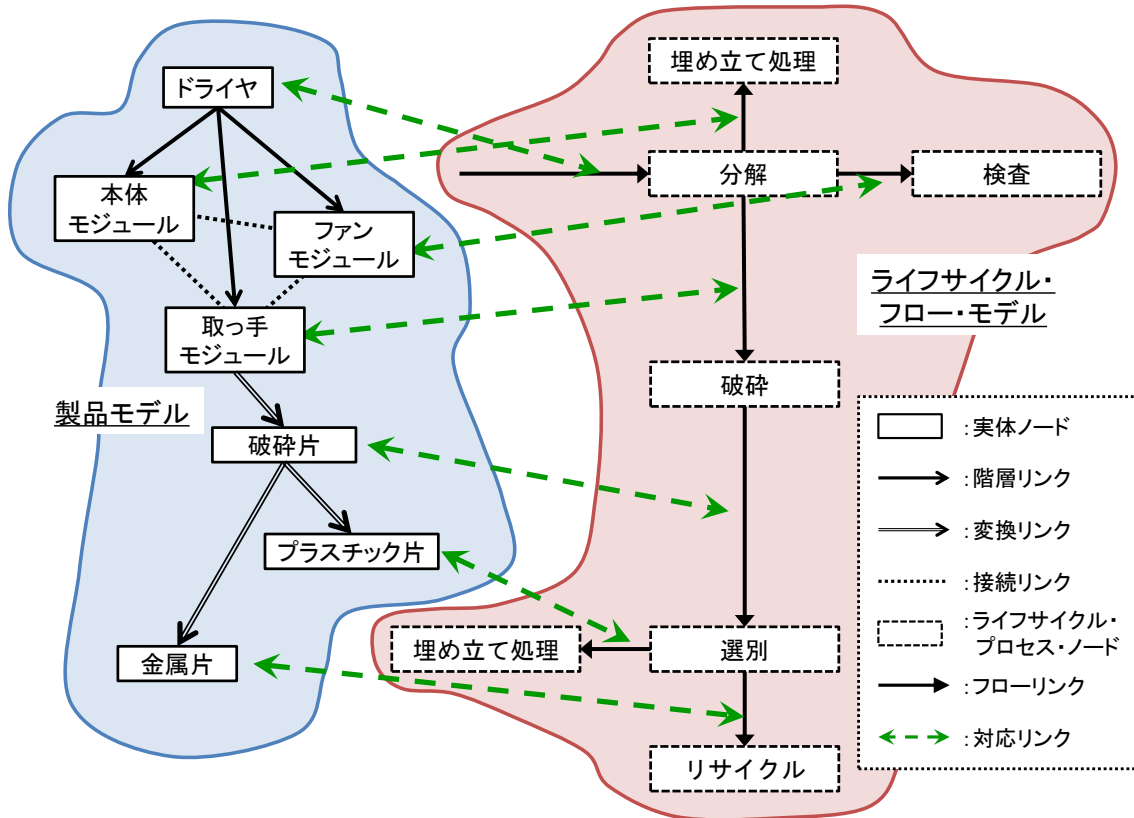 ドライヤ
本体
モジュール
ファン
モジュール
取っ手
モジュール
製品モデル
破砕片
プラスチック片
金属片
埋め立て処理
分解
検査
ライフサイクル・
フロー・モデル
破砕
埋め立て処理
選別
リサイクル
:実体ノード
:階層リンク
:変換リンク
:接続リンク
:ライフサイクル・
プロセス・ノード
:フローリンク
:対応リンク